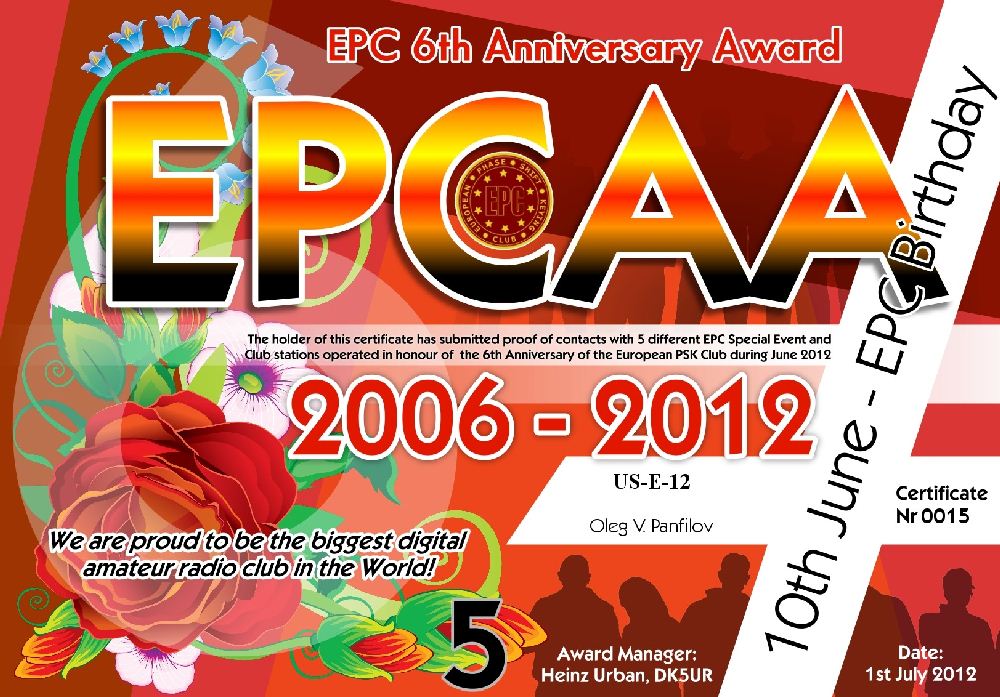 EPC 6th Anniversary Award
EPCAA
EUROPEAN PHASE SHIFT KEYING CLUB
EPC
The holder of this certificate has submitted proof of contacts with 5 different EPC Special Event and
Club stations operated in honour of the 6th Anniversary of the European PSK Club during June 2012
2006 - 2012
10th June - EPC Birthday
US-E-12
Oleg V Panfilov
Certificate
Nr 0015
We are proud to be the biggest digital
amateur radio club in the World!
5
Award Manager:
Heinz Urban, DK5UR
Date:
1st July 2012